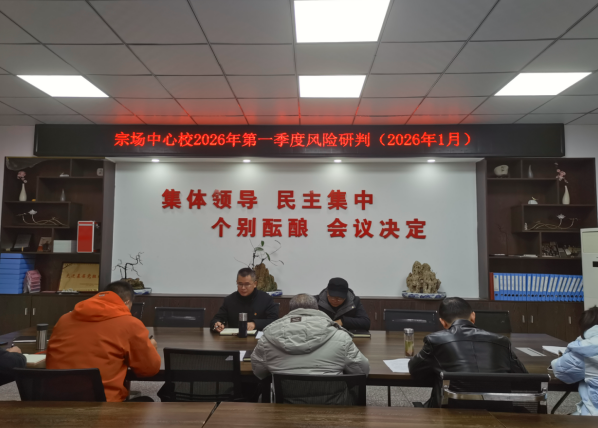 宗场中心校2026年第一季度风险研判（2026年1月）
集体领导 民主集中
个别酝酿 会议决定